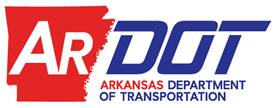 ARDOT
ARKANSAS DEPARTMENT
OF TRANSPORTATION